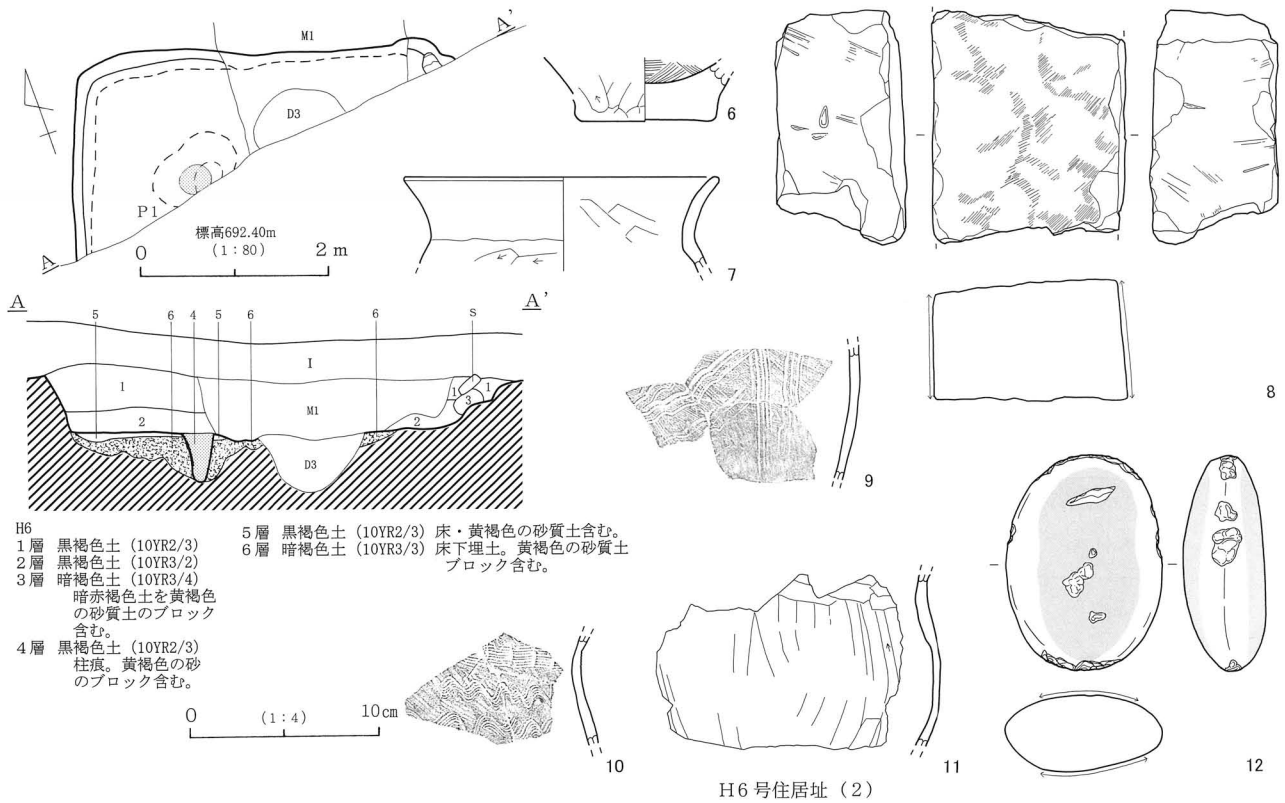 A'
M1
D3
P1
標高692.40m
(1:80)
0 2m
A
6
7
8
A A'
5 6 4 5 6 6 S
I
1 1 1
M1
3
2 2
D3
9
H6
1層 黒褐色土 (10YR2/3)
2層 黒褐色土 (10YR3/2)
3層 暗褐色土 (10YR3/4)
暗赤褐色土を黄褐色
の砂質土のブロック
含む。
4層 黒褐色土 (10YR2/3)
柱痕。黄褐色の砂
のブロック含む。
5層 黒褐色土 (10YR2/3) 床・黄褐色の砂質土含む。
6層 暗褐色土 (10YR3/3) 床下埋土。黄褐色の砂質土
ブロック含む。
0 (1:4) 10cm
10
11
12
H6号住居址(2)